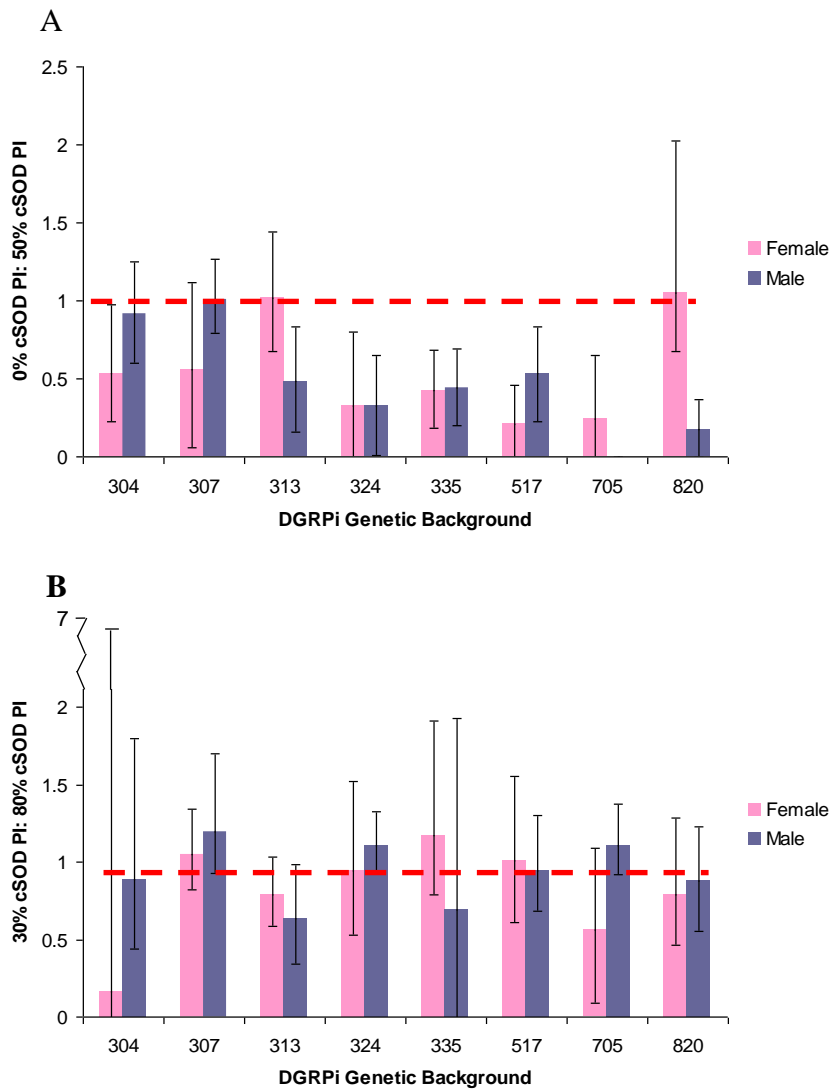 A
0% cSOD PI: 50% cSOD PI
2.5
2
1.5
1
0.5
0
304 307 313 324 335 517 705 820
DGRPi Genetic Background
Female
Male
B
30% cSOD PI: 80% cSOD PI
7
2
1.5
1
0.5
0
304 307 313 324 335 517 705 820
DGRPi Genetic Background
Female
Male